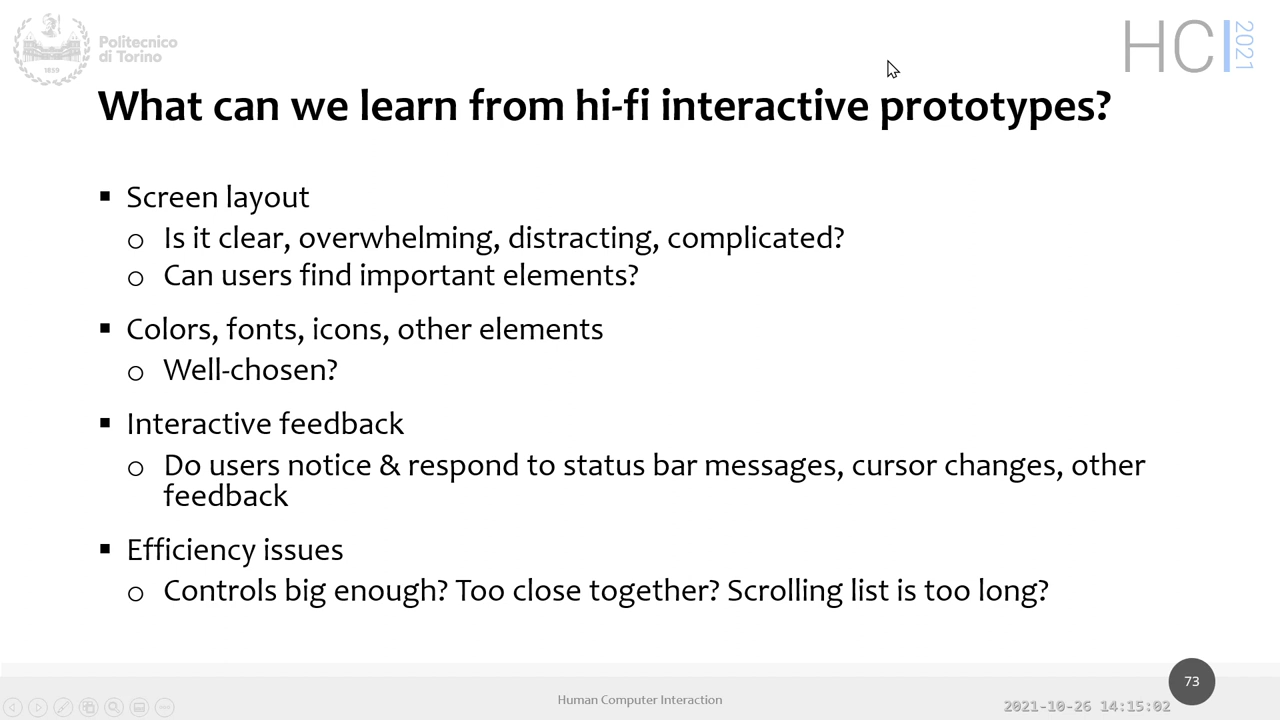 Politecnico
di Torino
1859
HCI 2021
What can we learn from hi-fi interactive prototypes?
▪ Screen layout
o Is it clear, overwhelming, distracting, complicated?
o Can users find important elements?
▪ Colors, fonts, icons, other elements
o Well-chosen?
▪ Interactive feedback
o Do users notice & respond to status bar messages, cursor changes, other
feedback
▪ Efficiency issues
o Controls big enough? Too close together? Scrolling list is too long?
73
Human Computer Interaction
2021-10-26 14:15:02